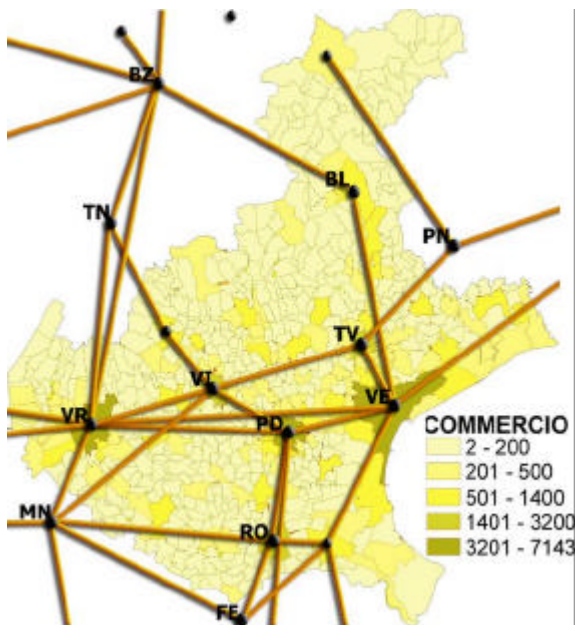 BZ
BL
TN
PN
TV
VI
VE
VR
PD
COMMERCIO
2 - 200
201 - 500
501 - 1400
1401 - 3200
3201 - 7143
MN
RO
FE